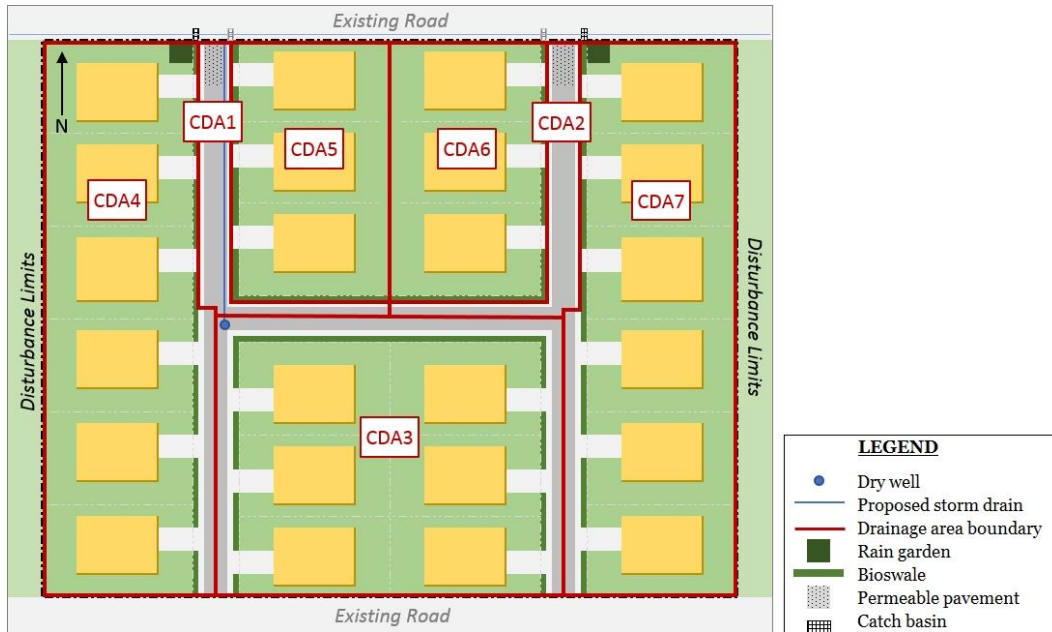 Existing Road
N
CDA1
CDA2
CDA5
CDA6
CDA4
CDA7
Disturbance Limits
Disturbance Limits
CDA3
Existing Road
LEGEND
Dry well
Proposed storm drain
Drainage area boundary
Rain garden
Bioswale
Permeable pavement
Catch basin